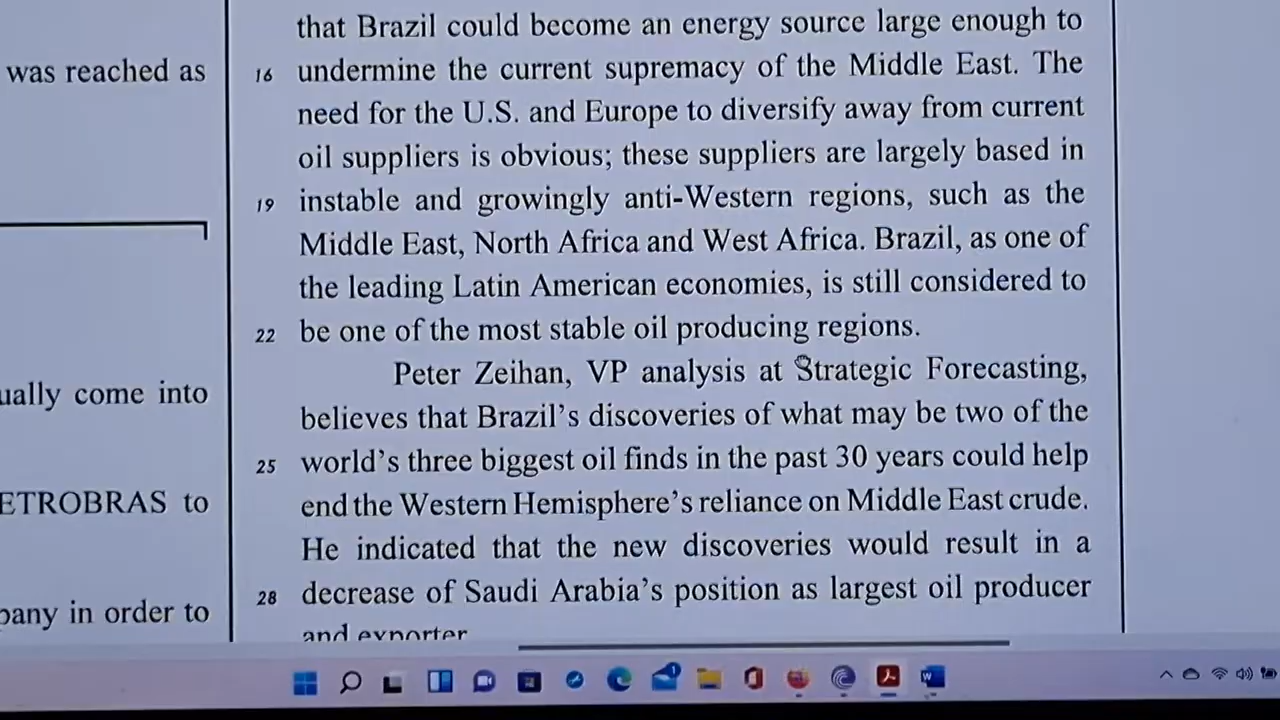 was reached as
ually come into
ETROBRAS to
pany in order to
that Brazil could become an energy source large enough to
16 undermine the current supremacy of the Middle East. The
need for the U.S. and Europe to diversify away from current
oil suppliers is obvious; these suppliers are largely based in
19 instable and growingly anti-Western regions, such as the
Middle East, North Africa and West Africa. Brazil, as one of
the leading Latin American economies, is still considered to
22 be one of the most stable oil producing regions.
Peter Zeihan, VP analysis at Strategic Forecasting,
believes that Brazil’s discoveries of what may be two of the
25 world’s three biggest oil finds in the past 30 years could help
end the Western Hemisphere’s reliance on Middle East crude.
He indicated that the new discoveries would result in a
28 decrease of Saudi Arabia’s position as largest oil producer
and exporter